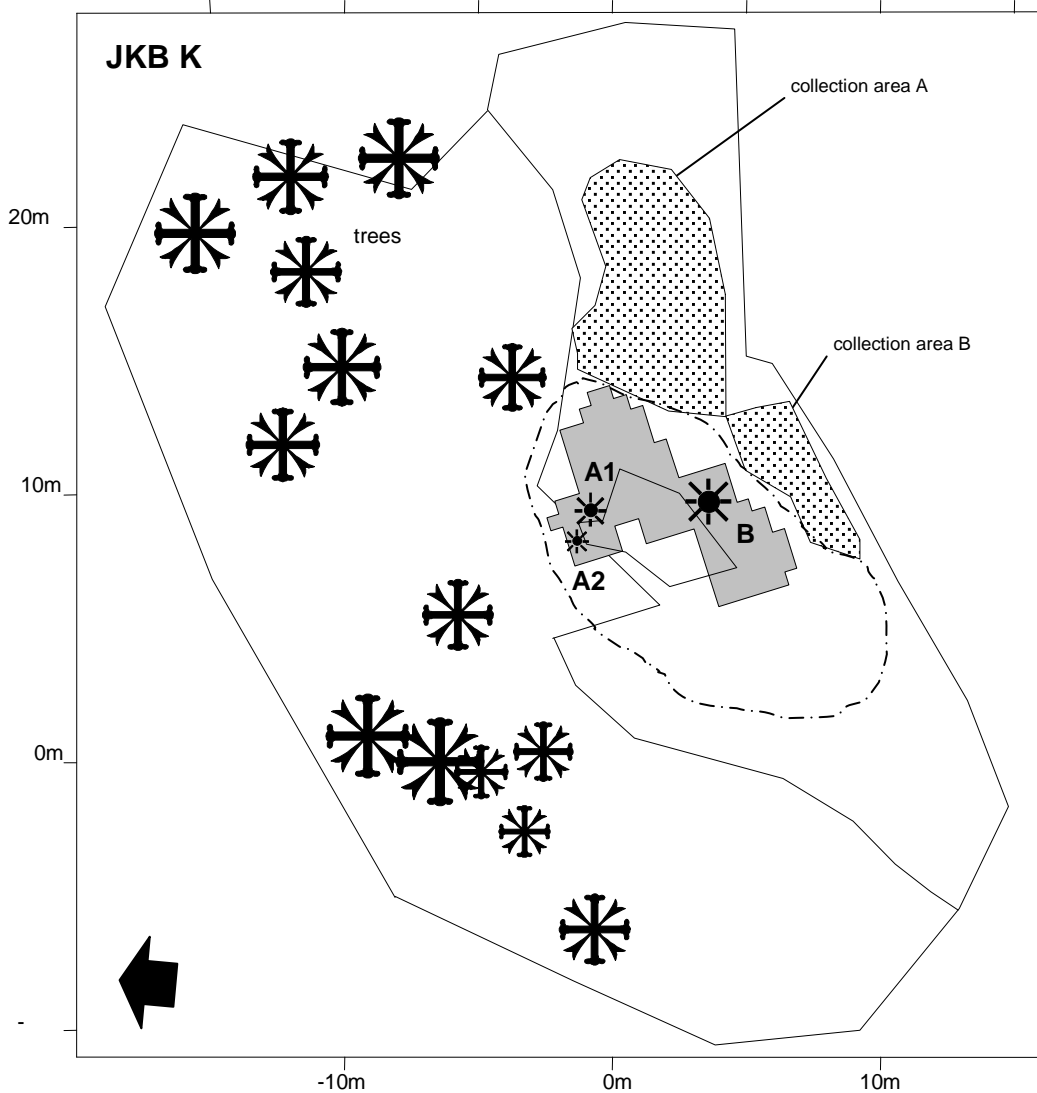 JKB K
collection area A
20m
trees
collection area B
10m
A1
B
A2
0m
-
-10m
0m
10m